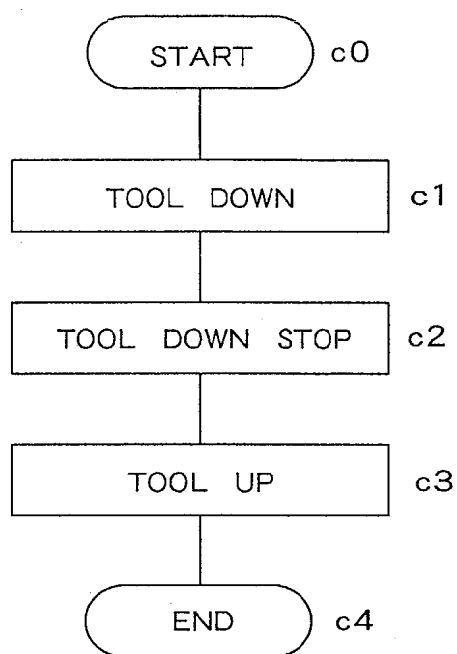 START c0
TOOL DOWN c1
TOOL DOWN STOP c2
TOOL UP c3
END c4